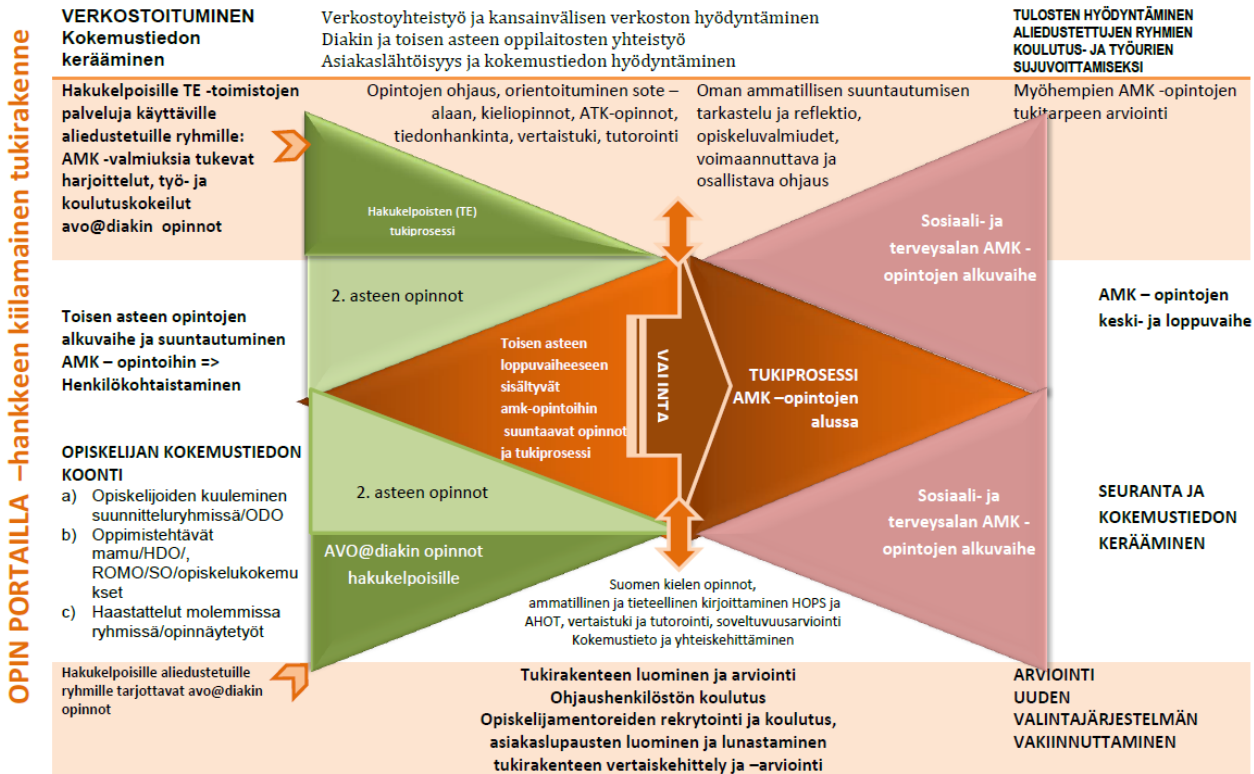 OPIN PORTAILLA –hankkeen kiilamainen tukirakenne
VERKOSTOITUMINEN
Kokemustiedon
kerääminen
Verkostoyhteistyö ja kansainvälisen verkoston hyödyntäminen
Diakin ja toisen asteen oppilaitosten yhteistyö
Asiakaslähtöisyys ja kokemustiedon hyödyntäminen
TULOSTEN HYÖDYNTÄMINEN
ALIEDUSTETTUJEN RYHMIEN
KOULUTUS- JA TYÖURIEN
SUJUVOITTAMISEKSI
Hakukelpoisille TE -toimistojen
palveluja käyttäville
aliedustetuille ryhmille:
AMK -valmiuksia tukevat
harjoittelut, työ- ja
koulutuskokeilut
avo@diakin opinnot
Opintojen ohjaus, orientoituminen sote –
alaan, kieliopinnot, ATK-opinnot,
tiedonhankinta, vertaistuki, tutorointi
Oman ammatillisen suuntautumisen
tarkastelu ja reflektio,
opiskeluvalmiudet,
voimaannuttava ja
osallistava ohjaus
Myöhempien AMK -opintojen
tukitarpeen arviointi
Hakukelpoisten (TE)
tukiprosessi
Sosiaali- ja
terveysalan AMK -
opintojen alkuvaihe
2. asteen opinnot
Toisen asteen opintojen
alkuvaihe ja suuntautuminen
AMK – opintoihin =>
Henkilökohtaistaminen
Toisen asteen
loppuvaiheeseen
sisältyvät
amk-opintoihin
suuntaavat opinnot
ja tukiprosessi
VALINTA
TUKIPROSESSI
AMK –opintojen
alussa
AMK – opintojen
keski- ja loppuvaihe
OPISKELIJAN KOKEMUSTIEDON
KOONTI
a) Opiskelijoiden kuuleminen
suunnitteluryhmissä/ODO
b) Oppimistehtävät
mamu/HDO/,
ROMO/SO/opiskelukokemu
kset
c) Haastattelut molemmissa
ryhmissä/opinnäytetyöt
2. asteen opinnot
AVO@diakin opinnot
hakukelpoisille
Sosiaali- ja
terveysalan AMK -
opintojen alkuvaihe
SEURANTA JA
KOKEMUSTIEDON
KERÄÄMINEN
Suomen kielen opinnot,
ammatillinen ja tieteellinen kirjoittaminen HOPS ja
AHOT, vertaistuki ja tutorointi, soveltuvuusarviointi
Kokemustieto ja yhteiskehittäminen
Hakukelpoisille aliedustetuille
ryhmille tarjottavat avo@diakin
opinnot
Tukirakenteen luominen ja arviointi
Ohjaushenkilöstön koulutus
Opiskelijamentoreiden rekrytointi ja koulutus,
asiakaslupausten luominen ja lunastaminen
tukirakenteen vertaiskehittely ja –arviointi
ARVIOINTI
UUDEN
VALINTAJÄRJESTELMÄN
VAKIINNUTTAMINEN